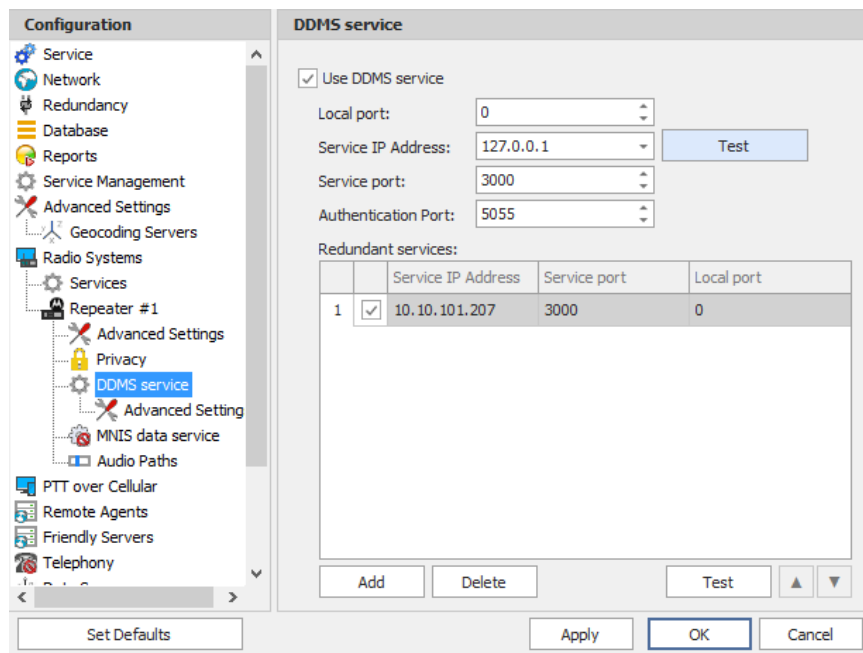 Configuration
Service
Network
Redundancy
Database
Reports
Service Management
Advanced Settings
Geocoding Servers
Radio Systems
Services
Repeater #1
Advanced Settings
Privacy
DDMS service
Advanced Setting
MNIS data service
Audio Paths
PTT over Cellular
Remote Agents
Friendly Servers
Telephony
DDMS service
Use DDMS service
Local port: 0
Service IP Address: 127.0.0.1 Test
Service port: 3000
Authentication Port: 5055
Redundant services:
Service IP Address Service port Local port
1 10.10.101.207 3000 0
Add Delete Test
Set Defaults Apply OK Cancel